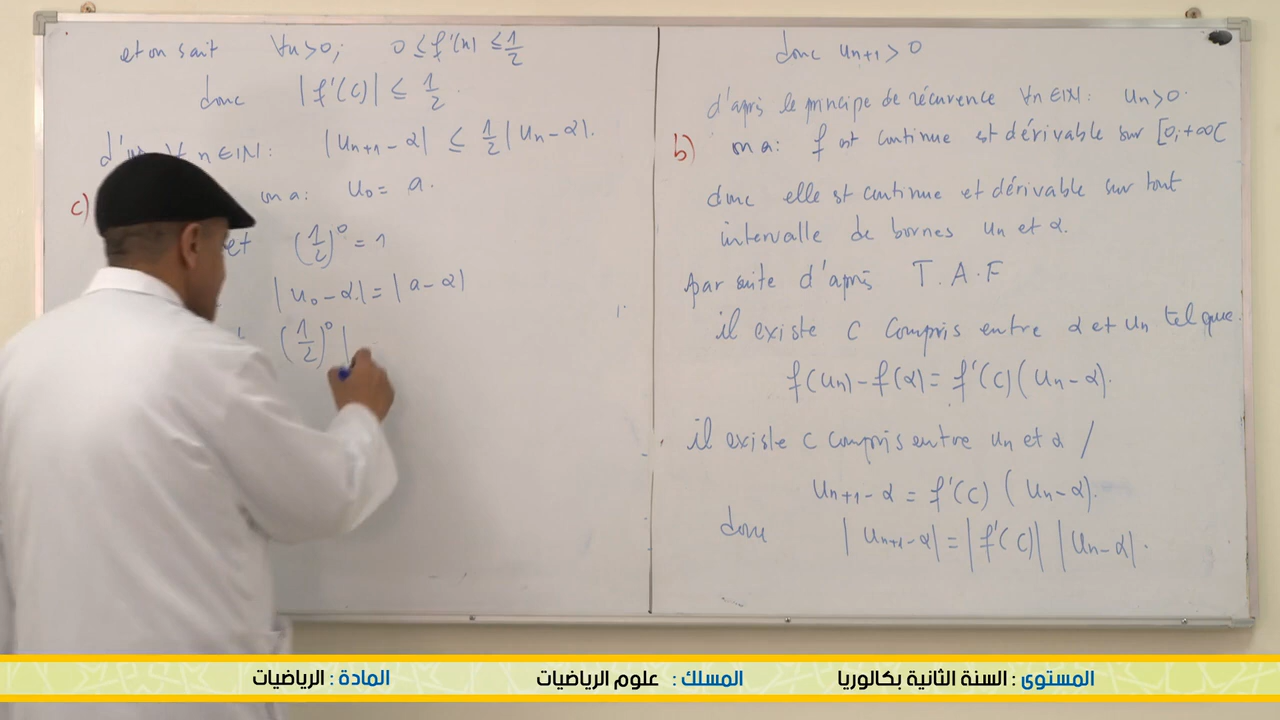 et on sait ∀x>0; 0 ≤ f'(x) ≤ 1/2
donc |f'(c)| ≤ 1/2.
∀n∈ℕ: |Un+1-α| ≤ 1/2|Un-α|.
c) on a: U0 = a.
et (1/2)^0 = 1
|U0-α| = |a-α|
(1/2)^0 |
donc Un+1 > 0
d'après le principe de récurence ∀n∈ℕ: Un>0.
b) on a: f est continue est dérivable sur [0,+∞[
donc elle est continue et dérivable sur tout
intervalle de bornes Un et α.
Par suite d'après T.A.F
il existe c compris entre α et Un tel que.
f(Un)-f(α) = f'(c)(Un-α).
il existe c compris entre Un et α /
Un+1-α = f'(c) (Un-α).
donc |Un+1-α| = |f'(c)| |Un-α|.
المستوى : السنة الثانية بكالوريا المسلك : علوم الرياضيات المادة : الرياضيات